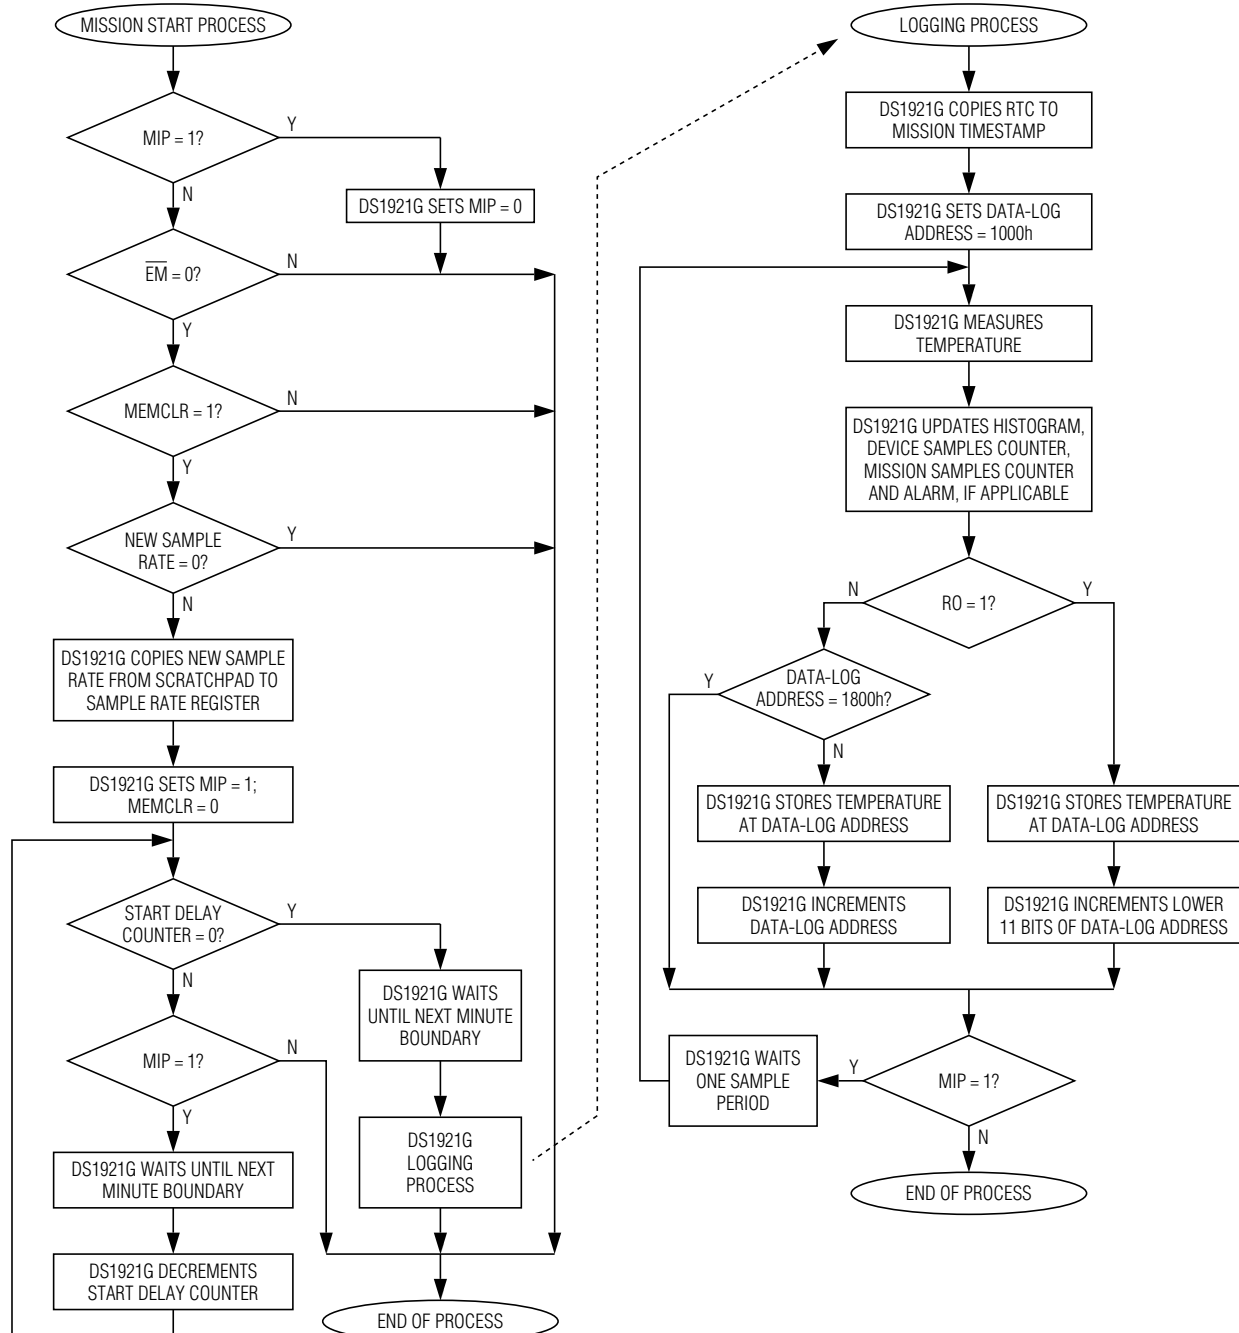 MISSION START PROCESS
MIP = 1?
Y
N
DS1921G SETS MIP = 0
EM = 0?
N
Y
MEMCLR = 1?
N
Y
NEW SAMPLE
RATE = 0?
Y
N
DS1921G COPIES NEW SAMPLE
RATE FROM SCRATCHPAD TO
SAMPLE RATE REGISTER
DS1921G SETS MIP = 1;
MEMCLR = 0
START DELAY
COUNTER = 0?
Y
N
DS1921G WAITS
UNTIL NEXT MINUTE
BOUNDARY
MIP = 1?
N
Y
DS1921G
LOGGING
PROCESS
DS1921G WAITS UNTIL NEXT
MINUTE BOUNDARY
DS1921G DECREMENTS
START DELAY COUNTER
END OF PROCESS
LOGGING PROCESS
DS1921G COPIES RTC TO
MISSION TIMESTAMP
DS1921G SETS DATA-LOG
ADDRESS = 1000h
DS1921G MEASURES
TEMPERATURE
DS1921G UPDATES HISTOGRAM,
DEVICE SAMPLES COUNTER,
MISSION SAMPLES COUNTER
AND ALARM, IF APPLICABLE
RO = 1?
N
Y
DATA-LOG
ADDRESS = 1800h?
Y
N
DS1921G STORES TEMPERATURE
AT DATA-LOG ADDRESS
DS1921G STORES TEMPERATURE
AT DATA-LOG ADDRESS
DS1921G INCREMENTS
DATA-LOG ADDRESS
DS1921G INCREMENTS LOWER
11 BITS OF DATA-LOG ADDRESS
DS1921G WAITS
ONE SAMPLE
PERIOD
Y
MIP = 1?
N
END OF PROCESS